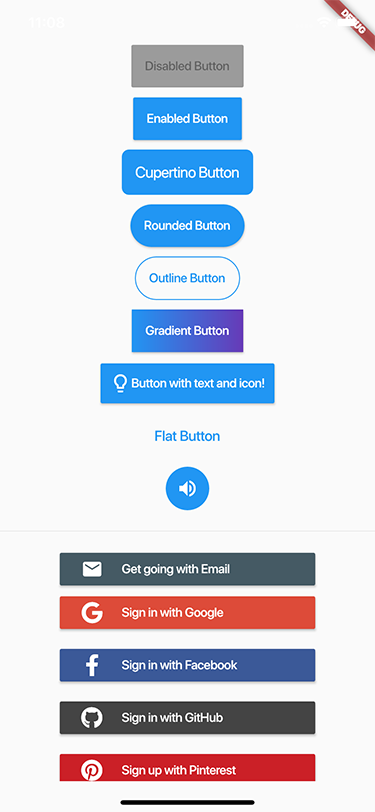 11:03
DEBUG
Disabled Button
Enabled Button
Cupertino Button
Rounded Button
Outline Button
Gradient Button
Button with text and icon!
Flat Button
Get going with Email
Sign in with Google
Sign in with Facebook
Sign in with GitHub
Sign up with Pinterest